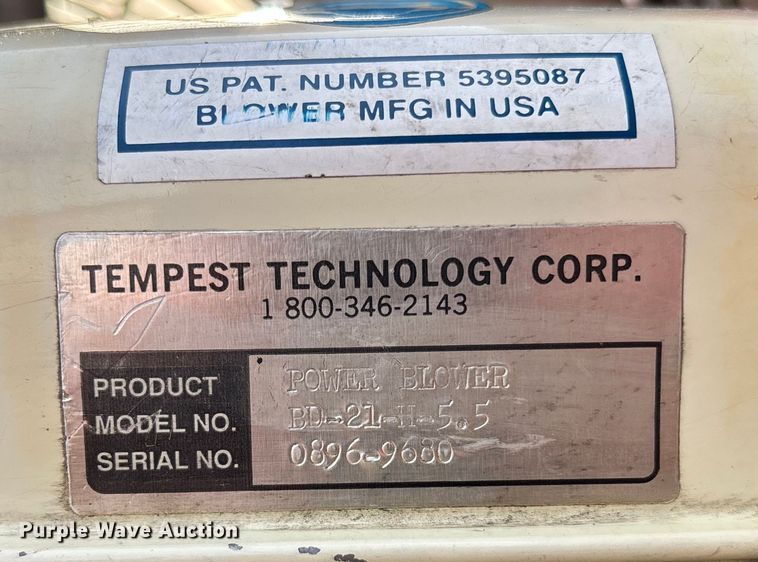 US PAT. NUMBER 5395087
BLOWER MFG IN USA
TEMPEST TECHNOLOGY CORP.
1 800-346-2143
PRODUCT POWER BLOWER
MODEL NO. BD-21-H-5.5
SERIAL NO. 0896-9680
Purple Wave Auction